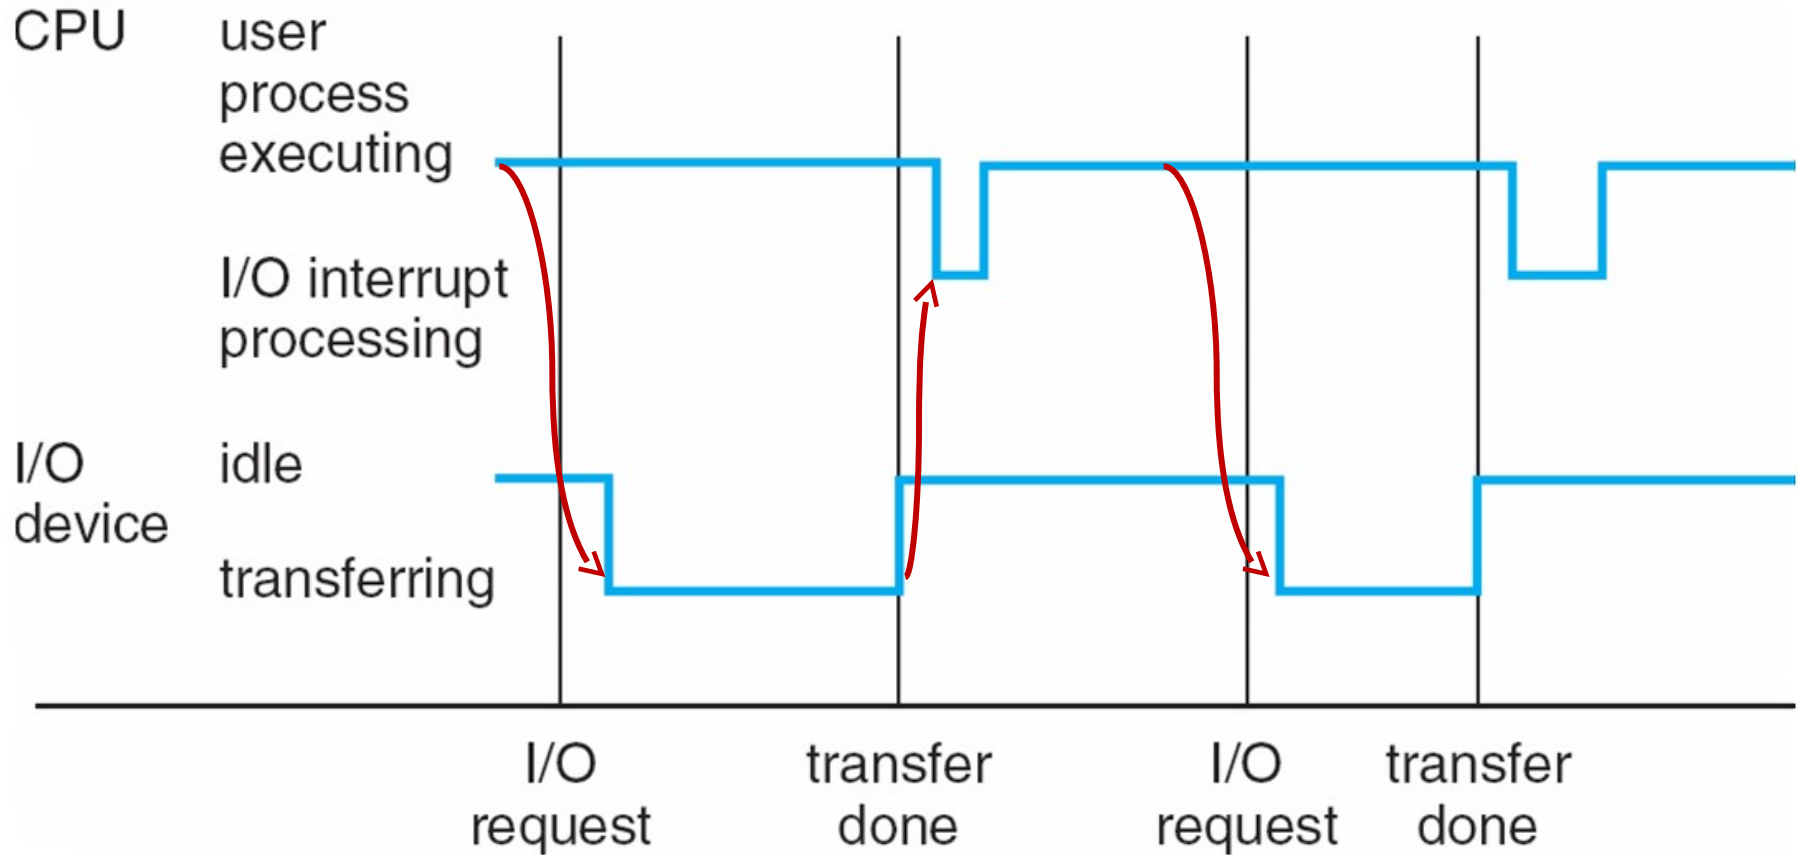 CPU
user
process
executing
I/O interrupt
processing
I/O
device
idle
transferring
I/O
request
transfer
done
I/O
request
transfer
done